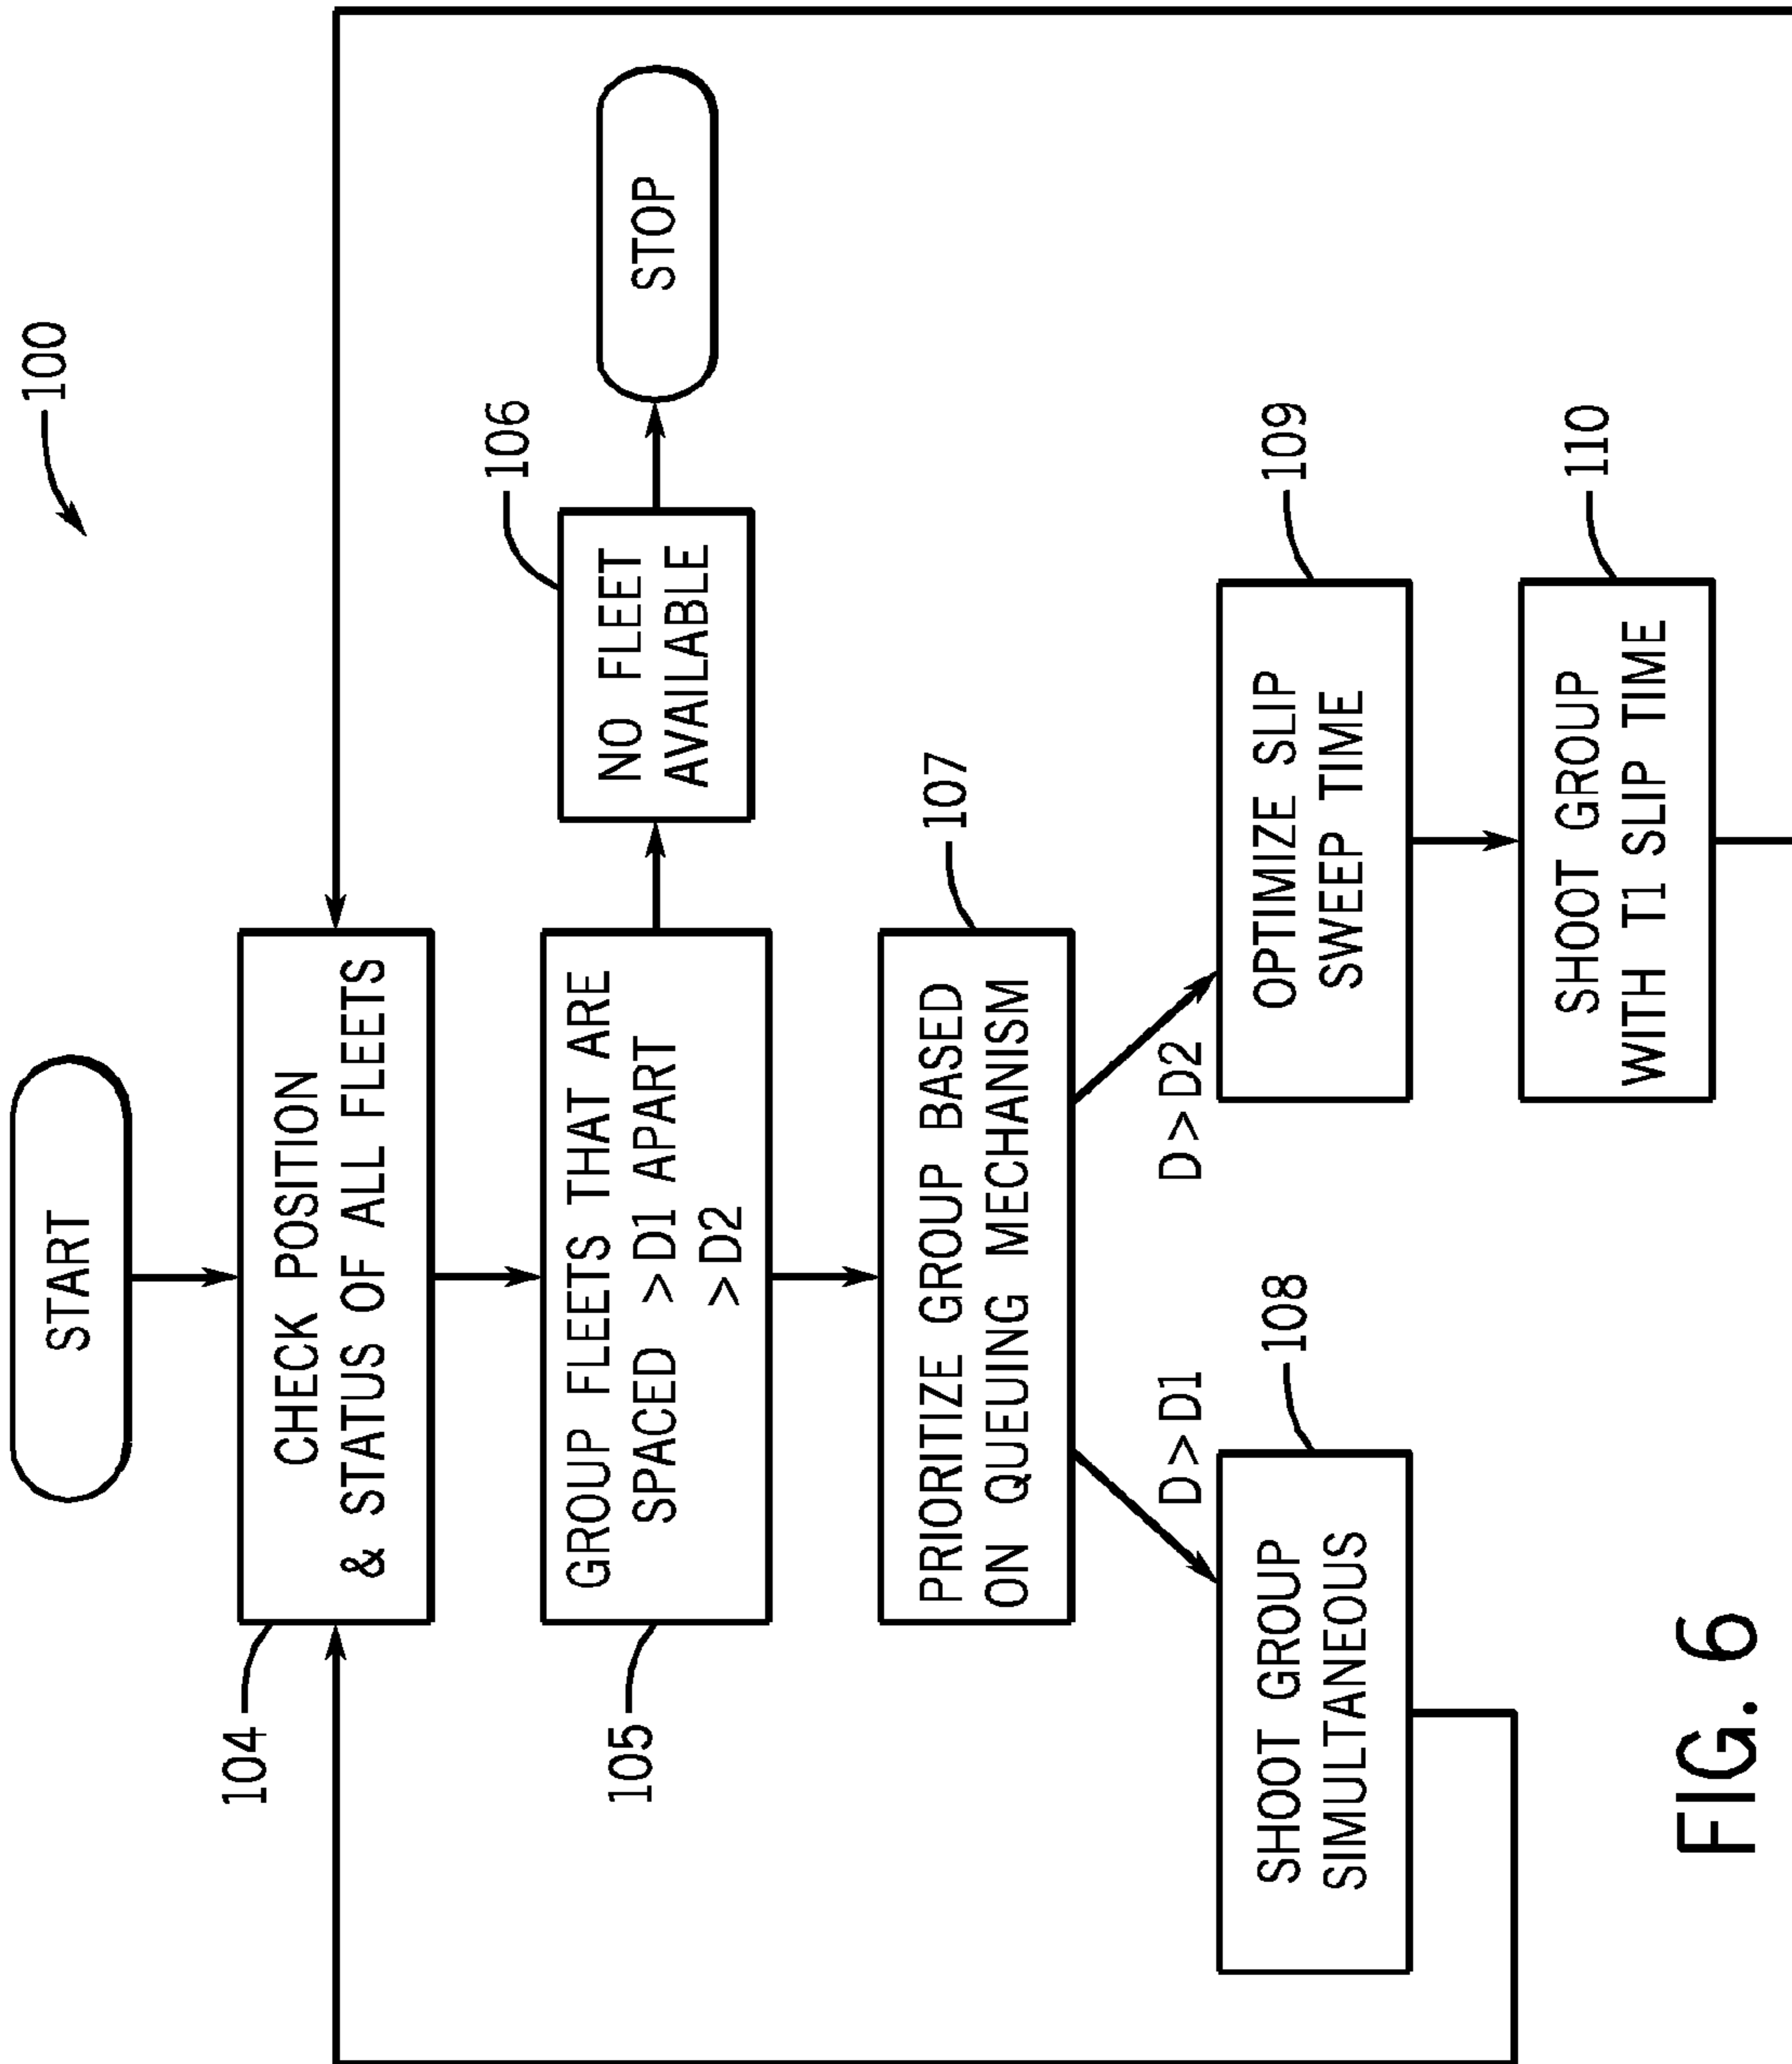 100
START
104
CHECK POSITION
& STATUS OF ALL FLEETS
105
GROUP FLEETS THAT ARE
SPACED >D1 APART
>D2
106
NO FLEET
AVAILABLE
STOP
107
PRIORITIZE GROUP BASED
ON QUEUING MECHANISM
D>D1
D>D2
108
SHOOT GROUP
SIMULTANEOUS
109
OPTIMIZE SLIP
SWEEP TIME
110
SHOOT GROUP
WITH T1 SLIP TIME
FIG. 6